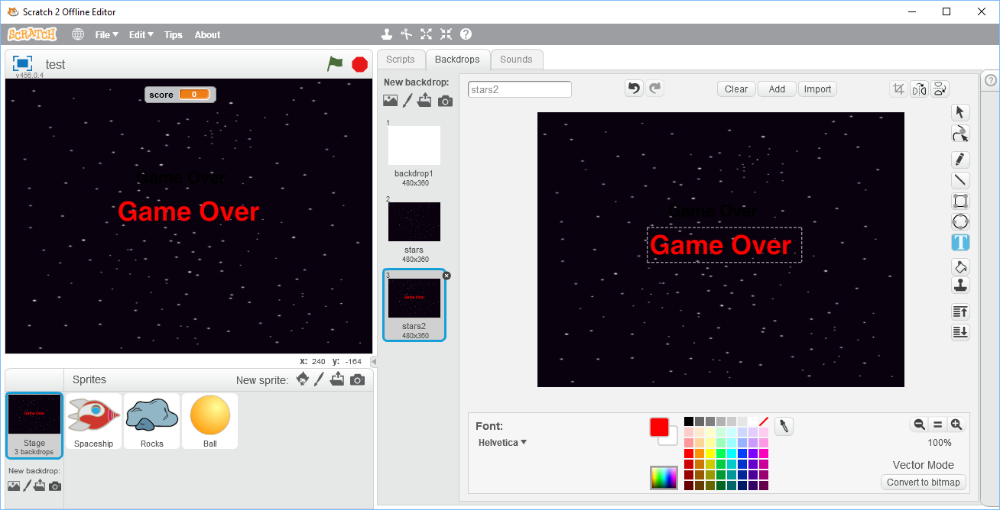 Scratch 2 Offline Editor
SCRATCH File Edit Tips About
test
v456.0.4
score 0
Game Over
Game Over
x: 240 y: -164
Sprites
New sprite:
Stage
3 backdrops
New backdrop:
Spaceship
Rocks
Ball
Scripts
Backdrops
Sounds
New backdrop:
1
backdrop1
480x360
2
stars
480x360
3
Game Over
stars2
480x360
stars2
Clear
Add
Import
Game Over
Game Over
T
Font:
Helvetica
100%
Vector Mode
Convert to bitmap